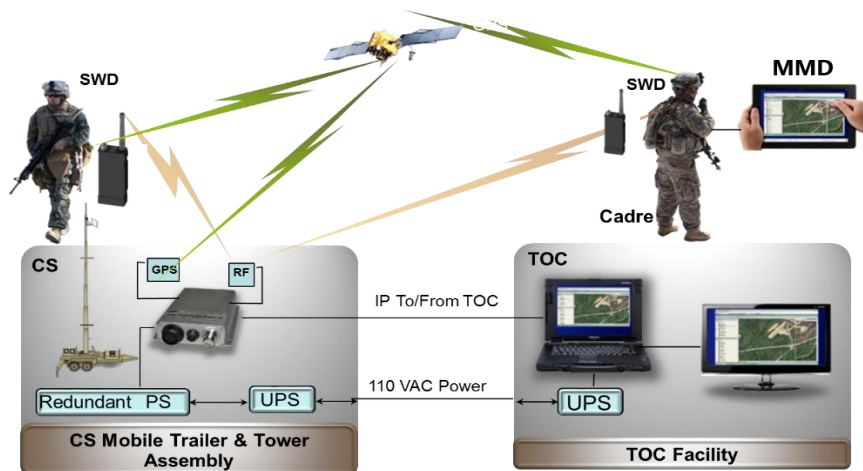 SWD
SWD
MMD
Cadre
CS
GPS
RF
TOC
IP To/From TOC
110 VAC Power
Redundant PS
UPS
UPS
CS Mobile Trailer & Tower
Assembly
TOC Facility